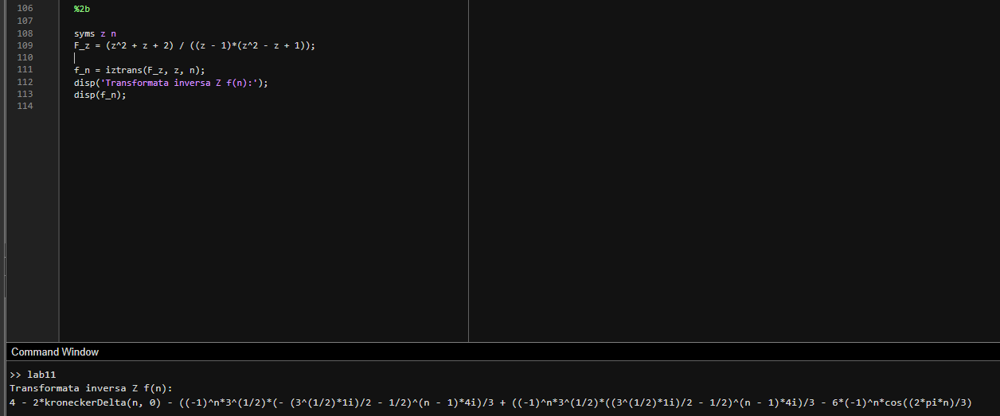 106 %2b
107
108 syms z n
109 F_z = (z^2 + z + 2) / ((z - 1)*(z^2 - z + 1));
110
111 f_n = iztrans(F_z, z, n);
112 disp('Transformata inversa Z f(n):');
113 disp(f_n);
114
Command Window
>> lab11
Transformata inversa Z f(n):
4 - 2*kroneckerDelta(n, 0) - ((-1)^n*3^(1/2)*(- (3^(1/2)*1i)/2 - 1/2)^(n - 1)*4i)/3 + ((-1)^n*3^(1/2)*((3^(1/2)*1i)/2 - 1/2)^(n - 1)*4i)/3 - 6*(-1)^n*cos((2*pi*n)/3)